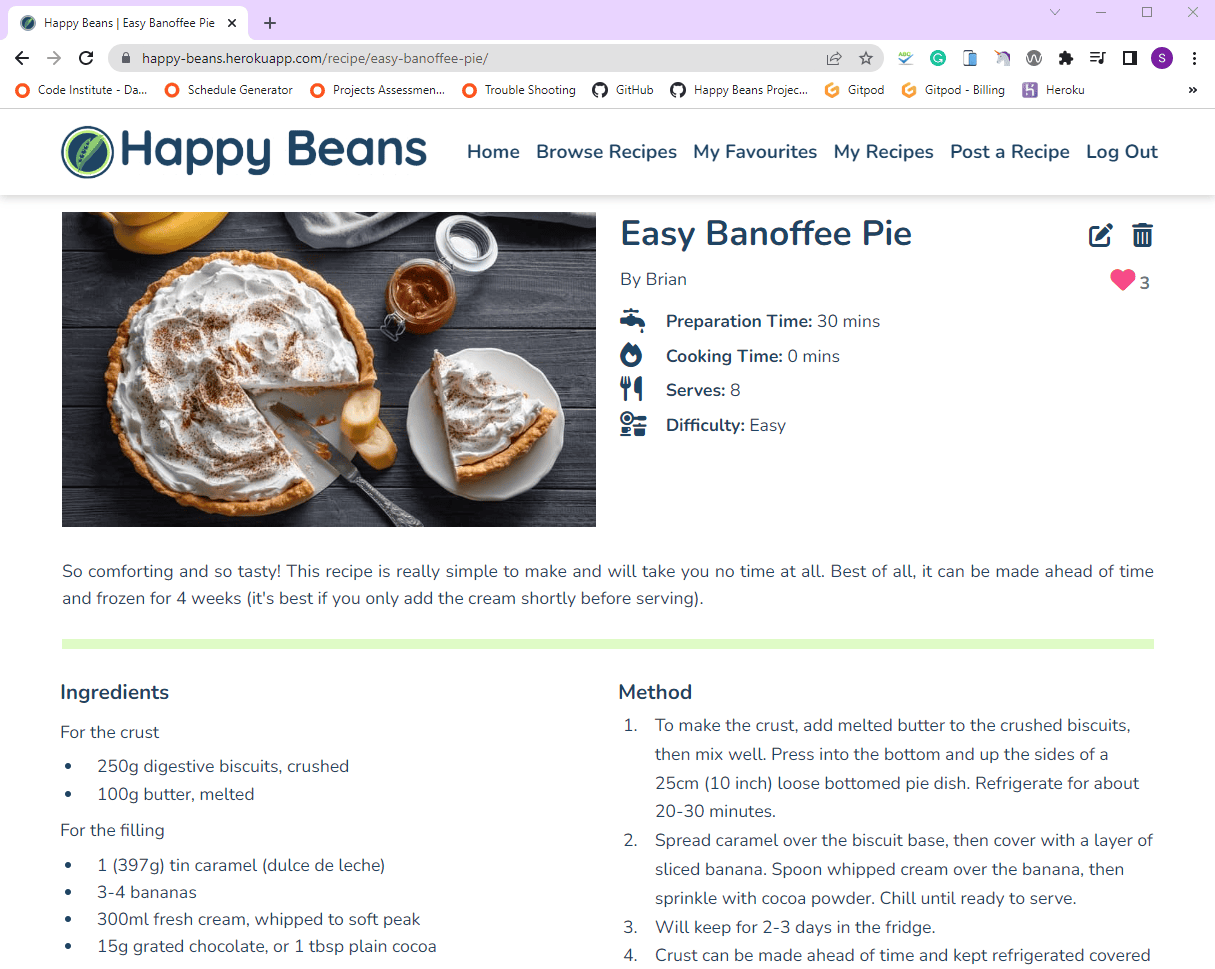 Happy Beans | Easy Banoffee Pie
happy-beans.herokuapp.com/recipe/easy-banoffee-pie/
ABC
G
W
S
Code Institute - Da...
Schedule Generator
Projects Assessmen...
Trouble Shooting
GitHub
Happy Beans Projec...
Gitpod
Gitpod - Billing
Heroku
»
Happy Beans
Home
Browse Recipes
My Favourites
My Recipes
Post a Recipe
Log Out
Easy Banoffee Pie
By Brian
3
Preparation Time: 30 mins
Cooking Time: 0 mins
Serves: 8
Difficulty: Easy
So comforting and so tasty! This recipe is really simple to make and will take you no time at all. Best of all, it can be made ahead of time
and frozen for 4 weeks (it's best if you only add the cream shortly before serving).
Ingredients
For the crust
• 250g digestive biscuits, crushed
• 100g butter, melted
For the filling
• 1 (397g) tin caramel (dulce de leche)
• 3-4 bananas
• 300ml fresh cream, whipped to soft peak
• 15g grated chocolate, or 1 tbsp plain cocoa
Method
1. To make the crust, add melted butter to the crushed biscuits,
then mix well. Press into the bottom and up the sides of a
25cm (10 inch) loose bottomed pie dish. Refrigerate for about
20-30 minutes.
2. Spread caramel over the biscuit base, then cover with a layer of
sliced banana. Spoon whipped cream over the banana, then
sprinkle with cocoa powder. Chill until ready to serve.
3. Will keep for 2-3 days in the fridge.
4. Crust can be made ahead of time and kept refrigerated covered